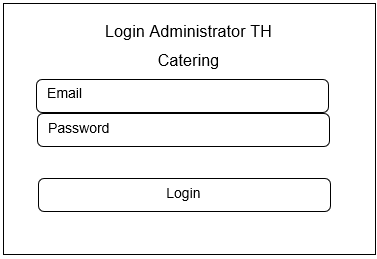 Login Administrator TH
Catering
Email
Password
Login